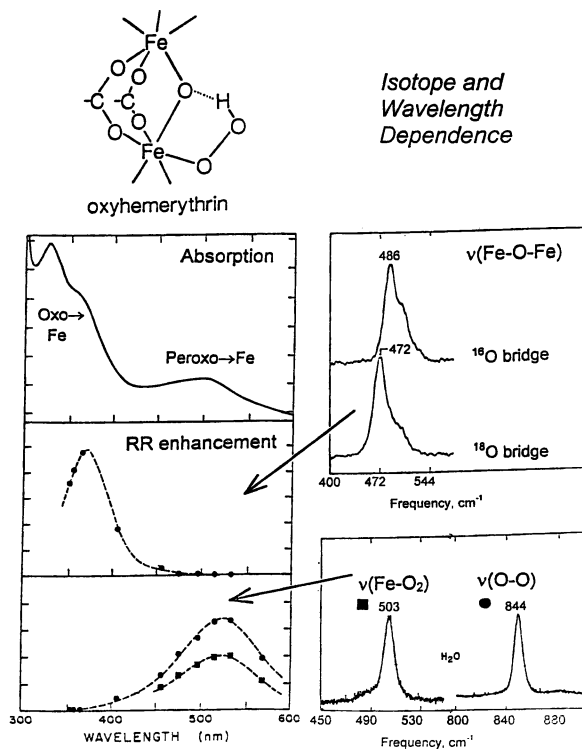 Fe
O
O
C
C
O
H
O
O
O
Fe
O
O
Isotope and
Wavelength
Dependence
oxyhemerythrin
Absorption
Oxo→
Fe
Peroxo→Fe
RR enhancement
300 400 500 600
WAVELENGTH (nm)
486
ν(Fe-O-Fe)
¹⁶O bridge
472
¹⁸O bridge
400 472 544
Frequency, cm⁻¹
ν(Fe-O₂)
503
ν(O-O)
844
H₂O
450 490 530 800 840 880
Frequency, cm⁻¹